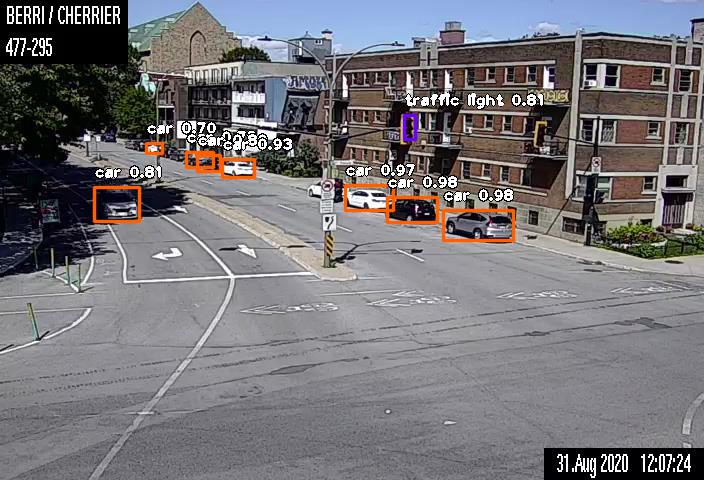 BERRI / CHERRIER
477-295
traffic light 0.81
car 0.70
car 0.93
car 0.97
car 0.81
car 0.98
car 0.98
31.Aug 2020 12:07:24